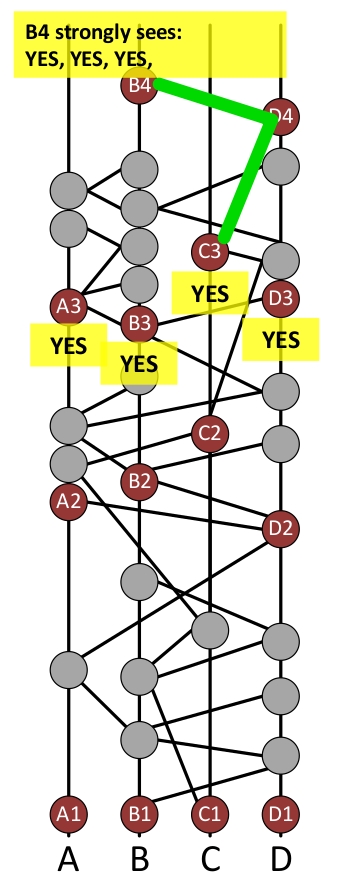 B4 strongly sees:
YES, YES, YES,
B4
D4
C3
YES
A3
D3
B3
YES
YES
YES
C2
B2
A2
D2
A1 B1 C1 D1
A B C D